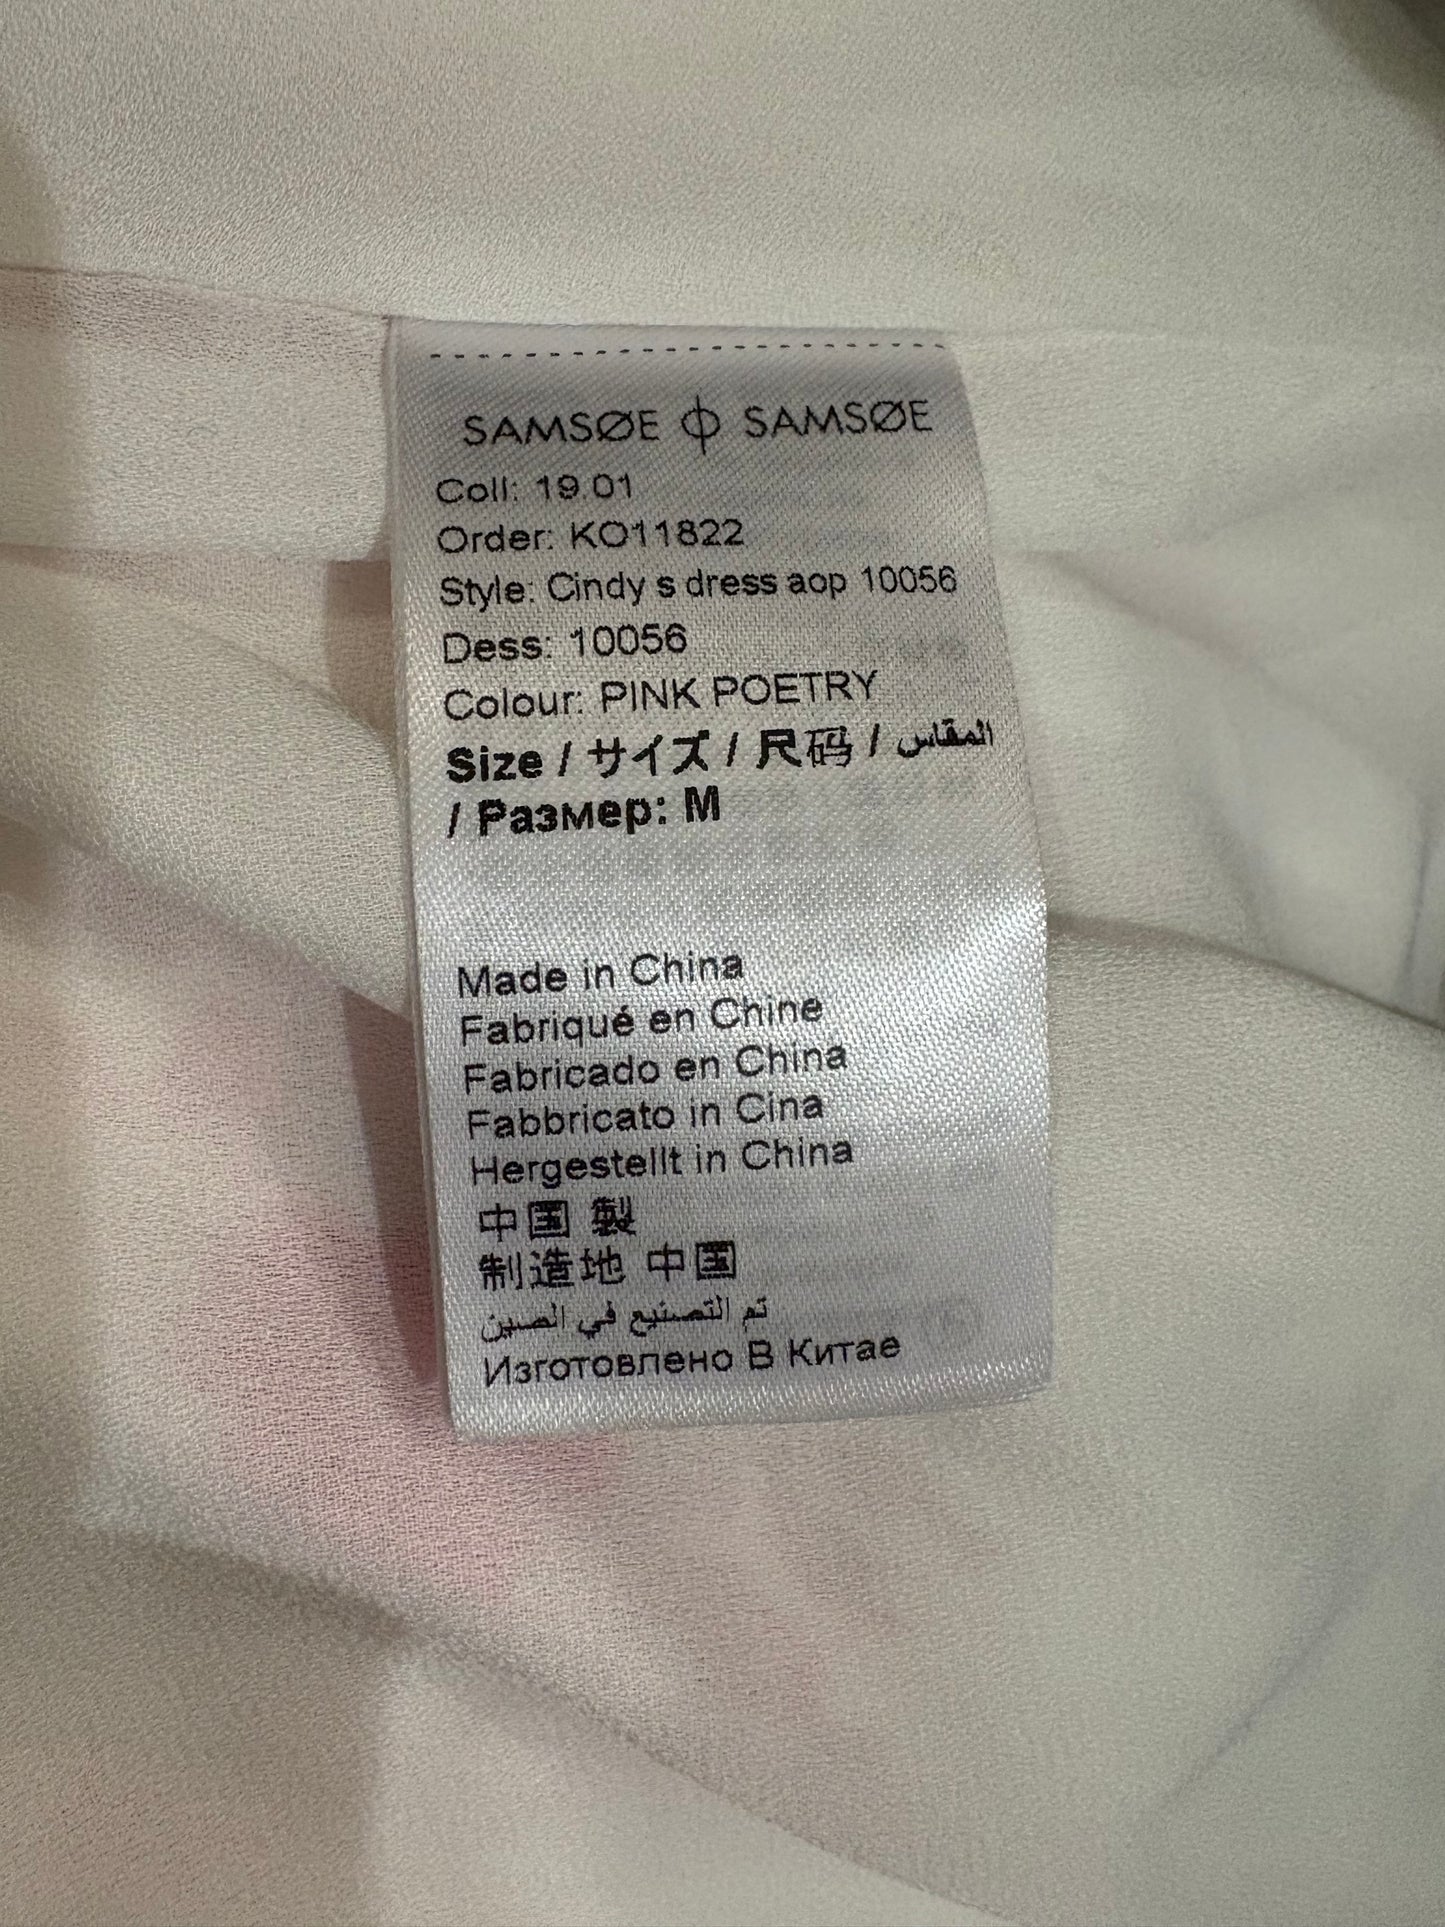 SAMSØE Φ SAMSØE
Coll: 19.01
Order: KO11822
Style: Cindy s dress aop 10056
Dess: 10056
Colour: PINK POETRY
Size / サイズ / 尺码 / المقاس
/ Размер: M
Made in China
Fabriqué en Chine
Fabricado en China
Fabbricato in Cina
Hergestellt in China
中国 製
制造地 中国
تم التصنيع في الصين
Изготовлено В Китае